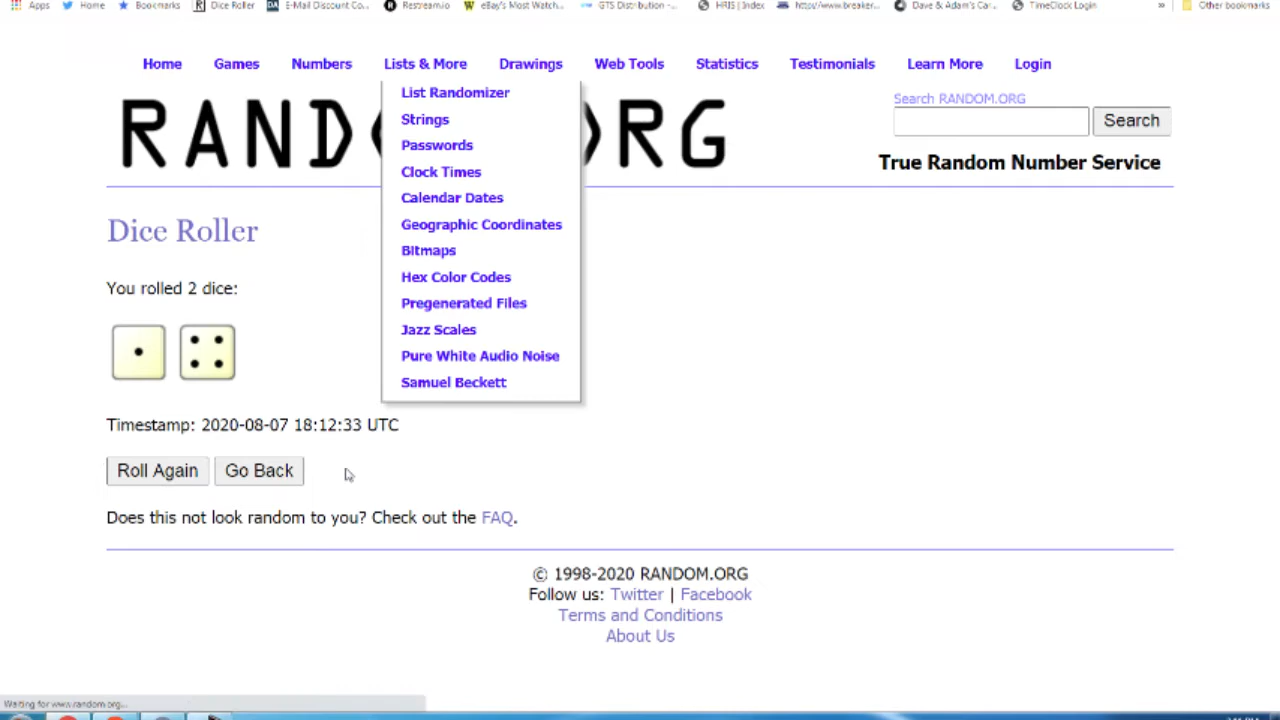 Apps Home Bookmarks Dice Roller E-Mail Discount Co... Restream.io eBay's Most Watch... GTS Distribution -... HRIS | Index http://www.breaker... Dave & Adam's Car... TimeClock Login » Other bookmarks
Home Games Numbers Lists & More Drawings Web Tools Statistics Testimonials Learn More Login
List Randomizer
Strings
Passwords
Clock Times
Calendar Dates
Geographic Coordinates
Bitmaps
Hex Color Codes
Pregenerated Files
Jazz Scales
Pure White Audio Noise
Samuel Beckett
RAND RG
Search RANDOM.ORG
Search
True Random Number Service
Dice Roller
You rolled 2 dice:
Timestamp: 2020-08-07 18:12:33 UTC
Roll Again Go Back
Does this not look random to you? Check out the FAQ.
© 1998-2020 RANDOM.ORG
Follow us: Twitter | Facebook
Terms and Conditions
About Us
Waiting for www.random.org...